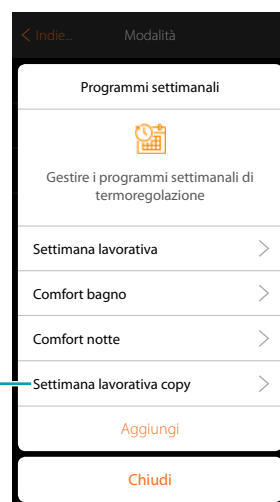 Indie... Modalità
Programmi settimanali
Gestire i programmi settimanali di
termoregolazione
Settimana lavorativa
Comfort bagno
Comfort notte
Settimana lavorativa copy
Aggiungi
Chiudi